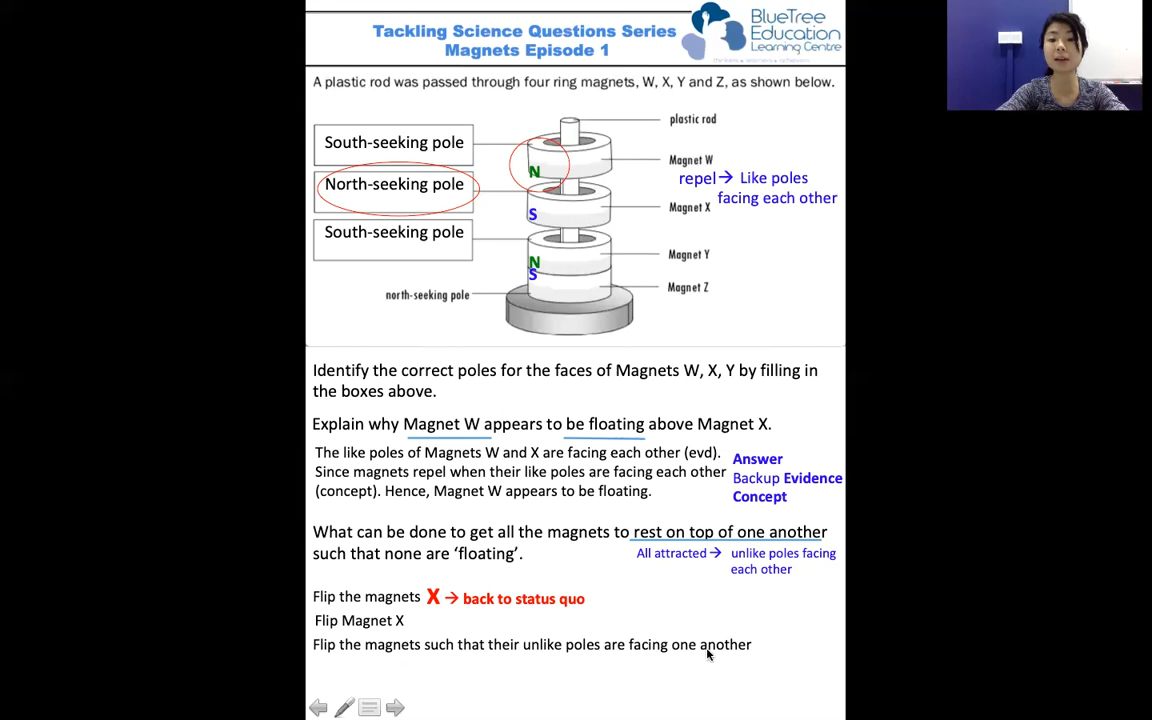 Tackling Science Questions Series
Magnets Episode 1
BlueTree
Education
Learning Centre
A plastic rod was passed through four ring magnets, W, X, Y and Z, as shown below.
plastic rod
South-seeking pole
Magnet W
N
repel → Like poles
facing each other
North-seeking pole
Magnet X
S
South-seeking pole
Magnet Y
N
S
Magnet Z
north-seeking pole
Identify the correct poles for the faces of Magnets W, X, Y by filling in
the boxes above.
Explain why Magnet W appears to be floating above Magnet X.
The like poles of Magnets W and X are facing each other (evd).
Since magnets repel when their like poles are facing each other
(concept). Hence, Magnet W appears to be floating.
Answer
Backup Evidence
Concept
What can be done to get all the magnets to rest on top of one another
such that none are ‘floating’.
All attracted → unlike poles facing
each other
Flip the magnets X → back to status quo
Flip Magnet X
Flip the magnets such that their unlike poles are facing one another